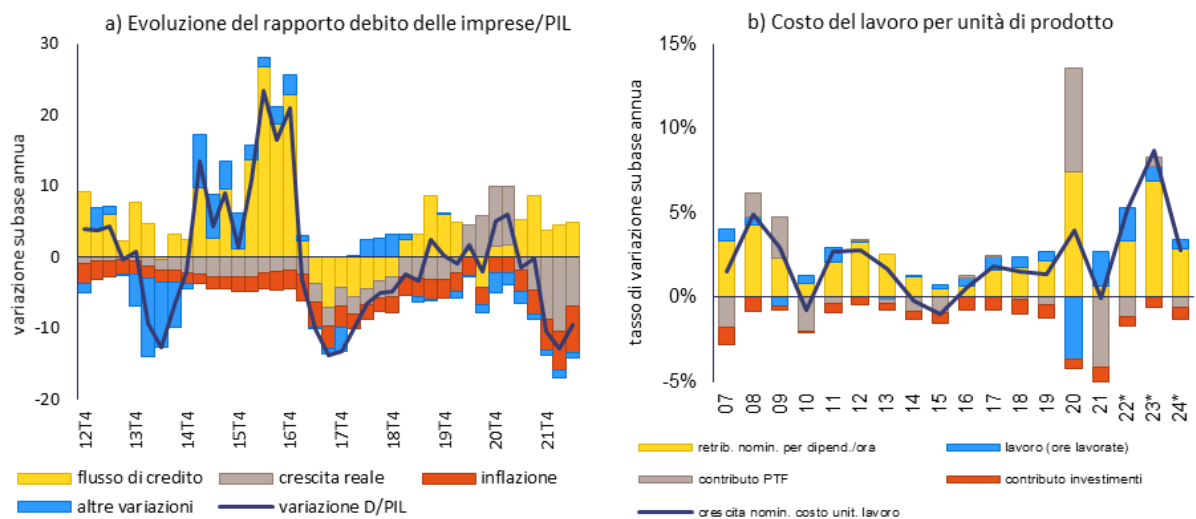 a) Evoluzione del rapporto debito delle imprese/PIL
variazione su base annua
30
20
10
0
-10
-20
12T4
13T4
14T4
15T4
16T4
17T4
18T4
19T4
20T4
21T4
flusso di credito
crescita reale
inflazione
altre variazioni
variazione D/PIL
b) Costo del lavoro per unità di prodotto
tasso di variazione su base annua
15%
10%
5%
0%
-5%
07
08
09
10
11
12
13
14
15
16
17
18
19
20
21
22*
23*
24*
retrib. nomin. per dipend./ora
lavoro (ore lavorate)
contributo PTF
contributo investimenti
crescita nomin. costo unit. lavoro